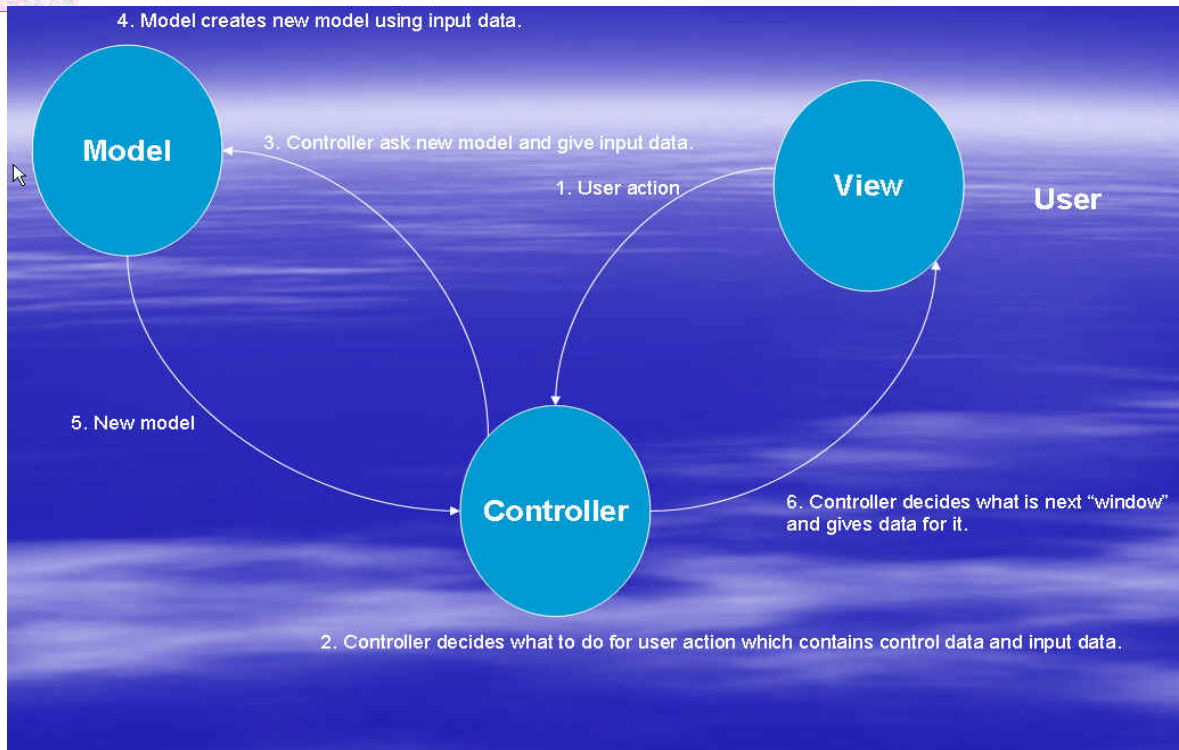 4. Model creates new model using input data.
Model
3. Controller ask new model and give input data.
1. User action
View
User
5. New model
Controller
6. Controller decides what is next “window”
and gives data for it.
2. Controller decides what to do for user action which contains control data and input data.